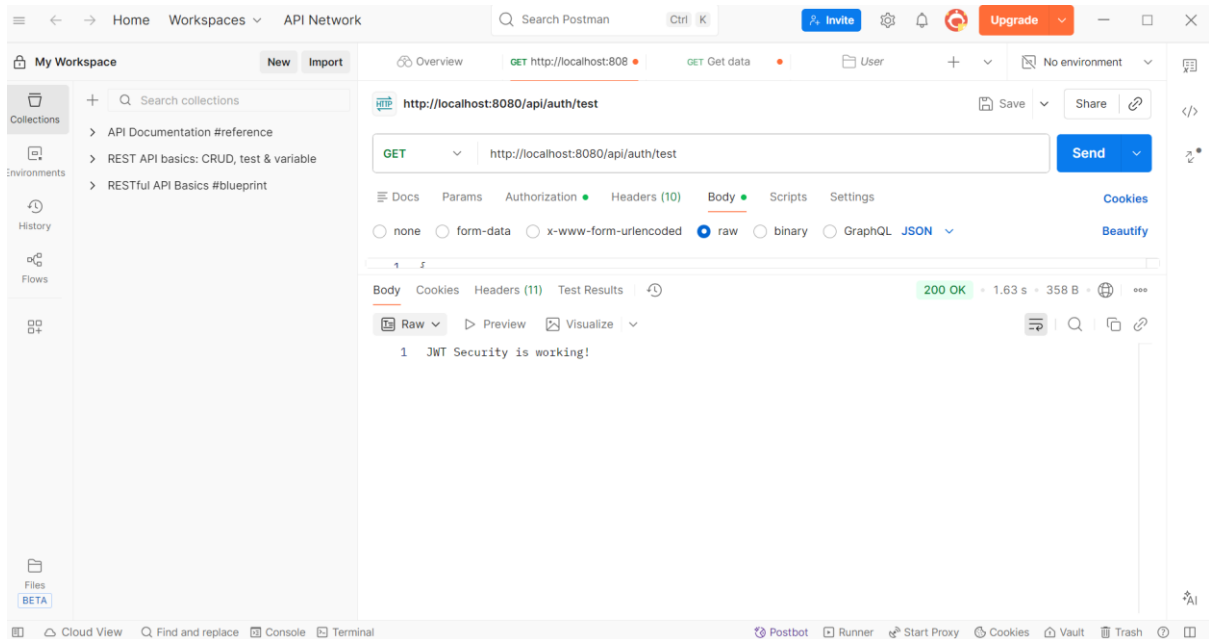 Home Workspaces API Network Search Postman Ctrl K Invite Upgrade
My Workspace New Import Overview GET http://localhost:808 GET Get data User No environment
Collections
Environments
History
Flows
Files
BETA
Search collections
API Documentation #reference
REST API basics: CRUD, test & variable
RESTful API Basics #blueprint
HTTP http://localhost:8080/api/auth/test Save Share
GET http://localhost:8080/api/auth/test Send
Docs Params Authorization Headers (10) Body Scripts Settings Cookies
none form-data x-www-form-urlencoded raw binary GraphQL JSON Beautify
1 {
Body Cookies Headers (11) Test Results 200 OK 1.63 s 358 B
Raw Preview Visualize
1 JWT Security is working!
AI
Cloud View Find and replace Console Terminal Postbot Runner Start Proxy Cookies Vault Trash